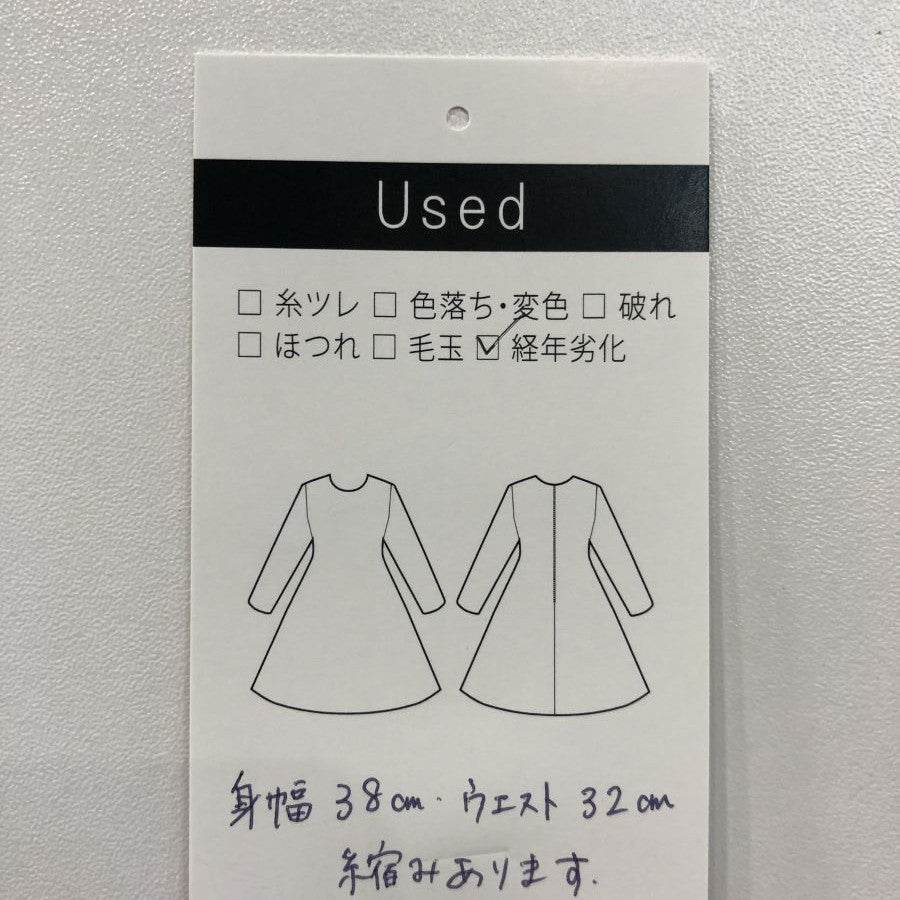 Used
☐ 糸ツレ ☐ 色落ち・変色 ☐ 破れ
☐ ほつれ ☐ 毛玉 ☑ 経年劣化
身幅 38cm・ウエスト 32cm
糸縮みあります.